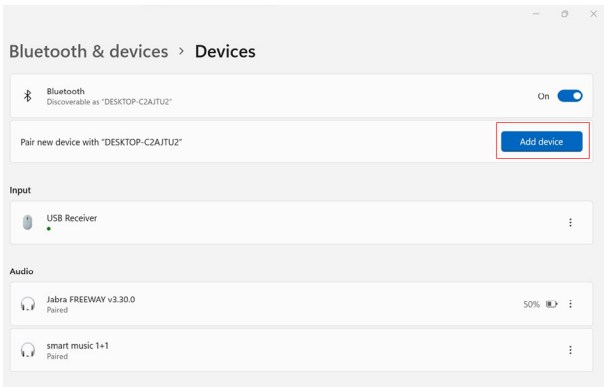 Bluetooth & devices > Devices
Bluetooth
Discoverable as "DESKTOP-C2AJTU2"
On
Pair new device with "DESKTOP-C2AJTU2"
Add device
Input
USB Receiver
Audio
Jabra FREEWAY v3.30.0
Paired
50%
smart music 1+1
Paired